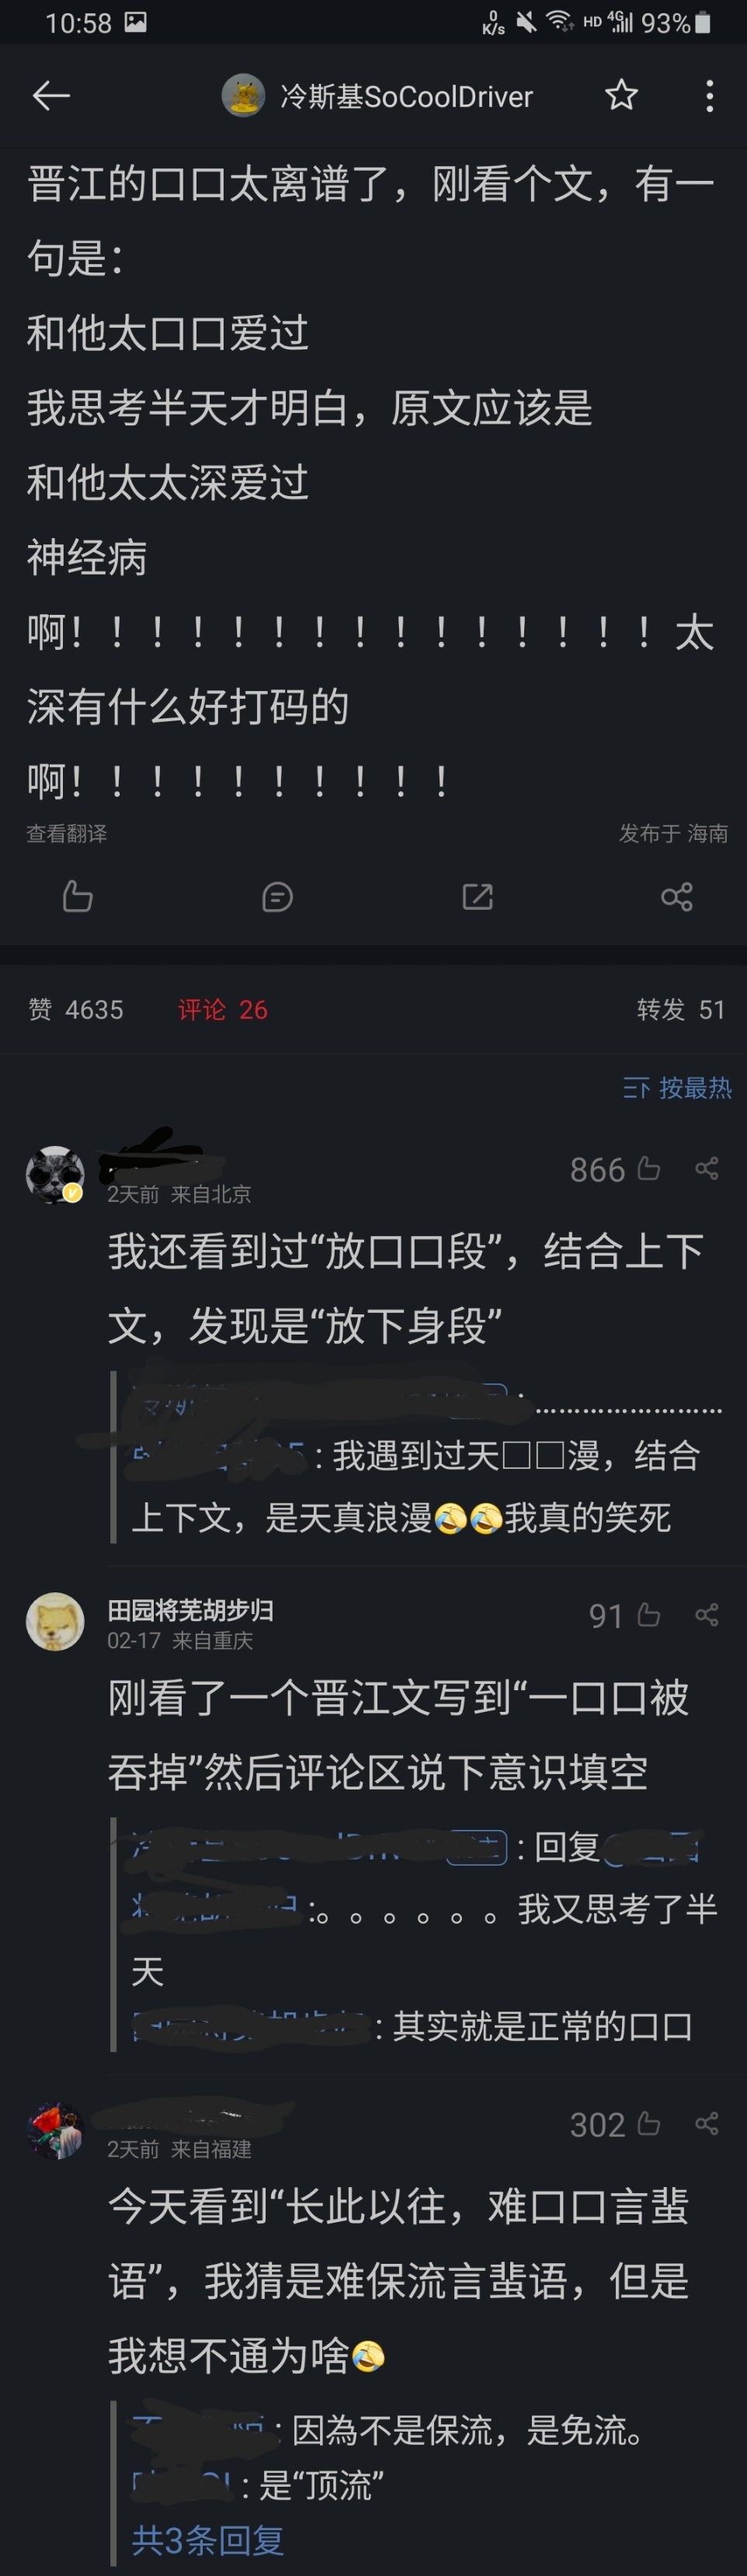 10:58
0
K/s
HD 4G 93%
冷斯基SoCoolDriver
晋江的口口太离谱了，刚看个文，有一
句是：
和他太口口爱过
我思考半天才明白，原文应该是
和他太太深爱过
神经病
啊！！！！！！！！！！！！！！！太
深有什么好打码的
啊！！！！！！！！！！
查看翻译 发布于 海南
赞 4635 评论 26 转发 51
按最热
866
2天前 来自北京
我还看到过“放口口段”，结合上下
文，发现是“放下身段”
：……………………
：我遇到过天□□漫，结合
上下文，是天真浪漫🤣🤣我真的笑死
田园将芜胡步归 91
02-17 来自重庆
刚看了一个晋江文写到“一口口被
吞掉”然后评论区说下意识填空
：回复
：。。。。。。我又思考了半
天
：其实就是正常的口口
302
2天前 来自福建
今天看到“长此以往，难口口言蜚
语”，我猜是难保流言蜚语，但是
我想不通为啥🤣
：因為不是保流，是免流。
：是“顶流”
共3条回复